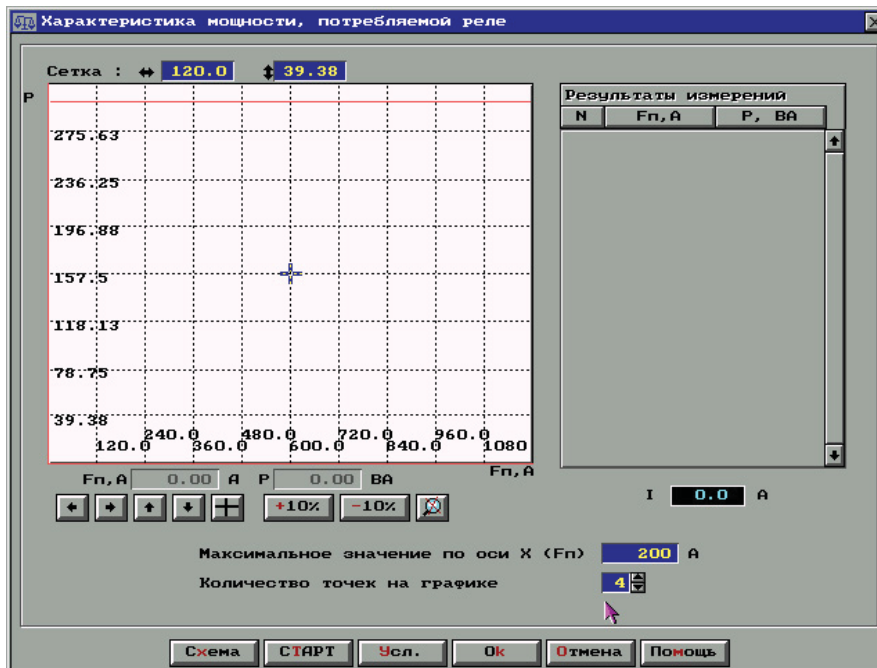 Характеристика мощности, потребляемой реле
Сетка : 120.0 39.38
P
275.63
236.25
196.88
157.5
118.13
78.75
39.38
240.0 480.0 720.0 960.0
120.0 360.0 600.0 840.0 1080
Fп,А
Fп,А 0.00 А P 0.00 ВА
+10% -10%
Результаты измерений
N Fп,А P, ВА
I 0.0 А
Максимальное значение по оси X (Fп) 200 А
Количество точек на графике 4
Схема СТАРТ Усл. Ok Отмена Помощь